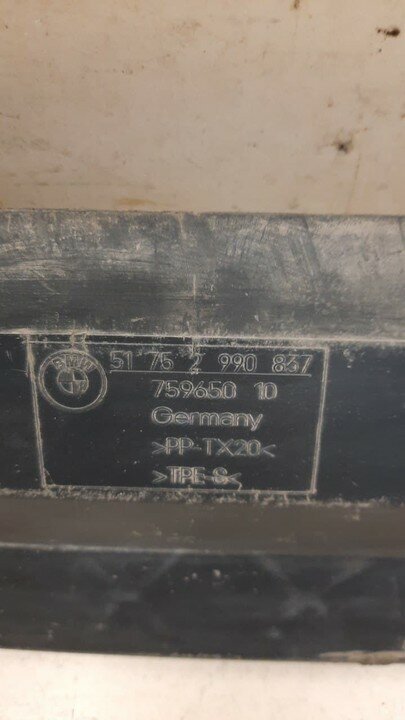 BMW
51 75 2 990 837
759650 10
Germany
>PP-TX20<
>TPE-S<